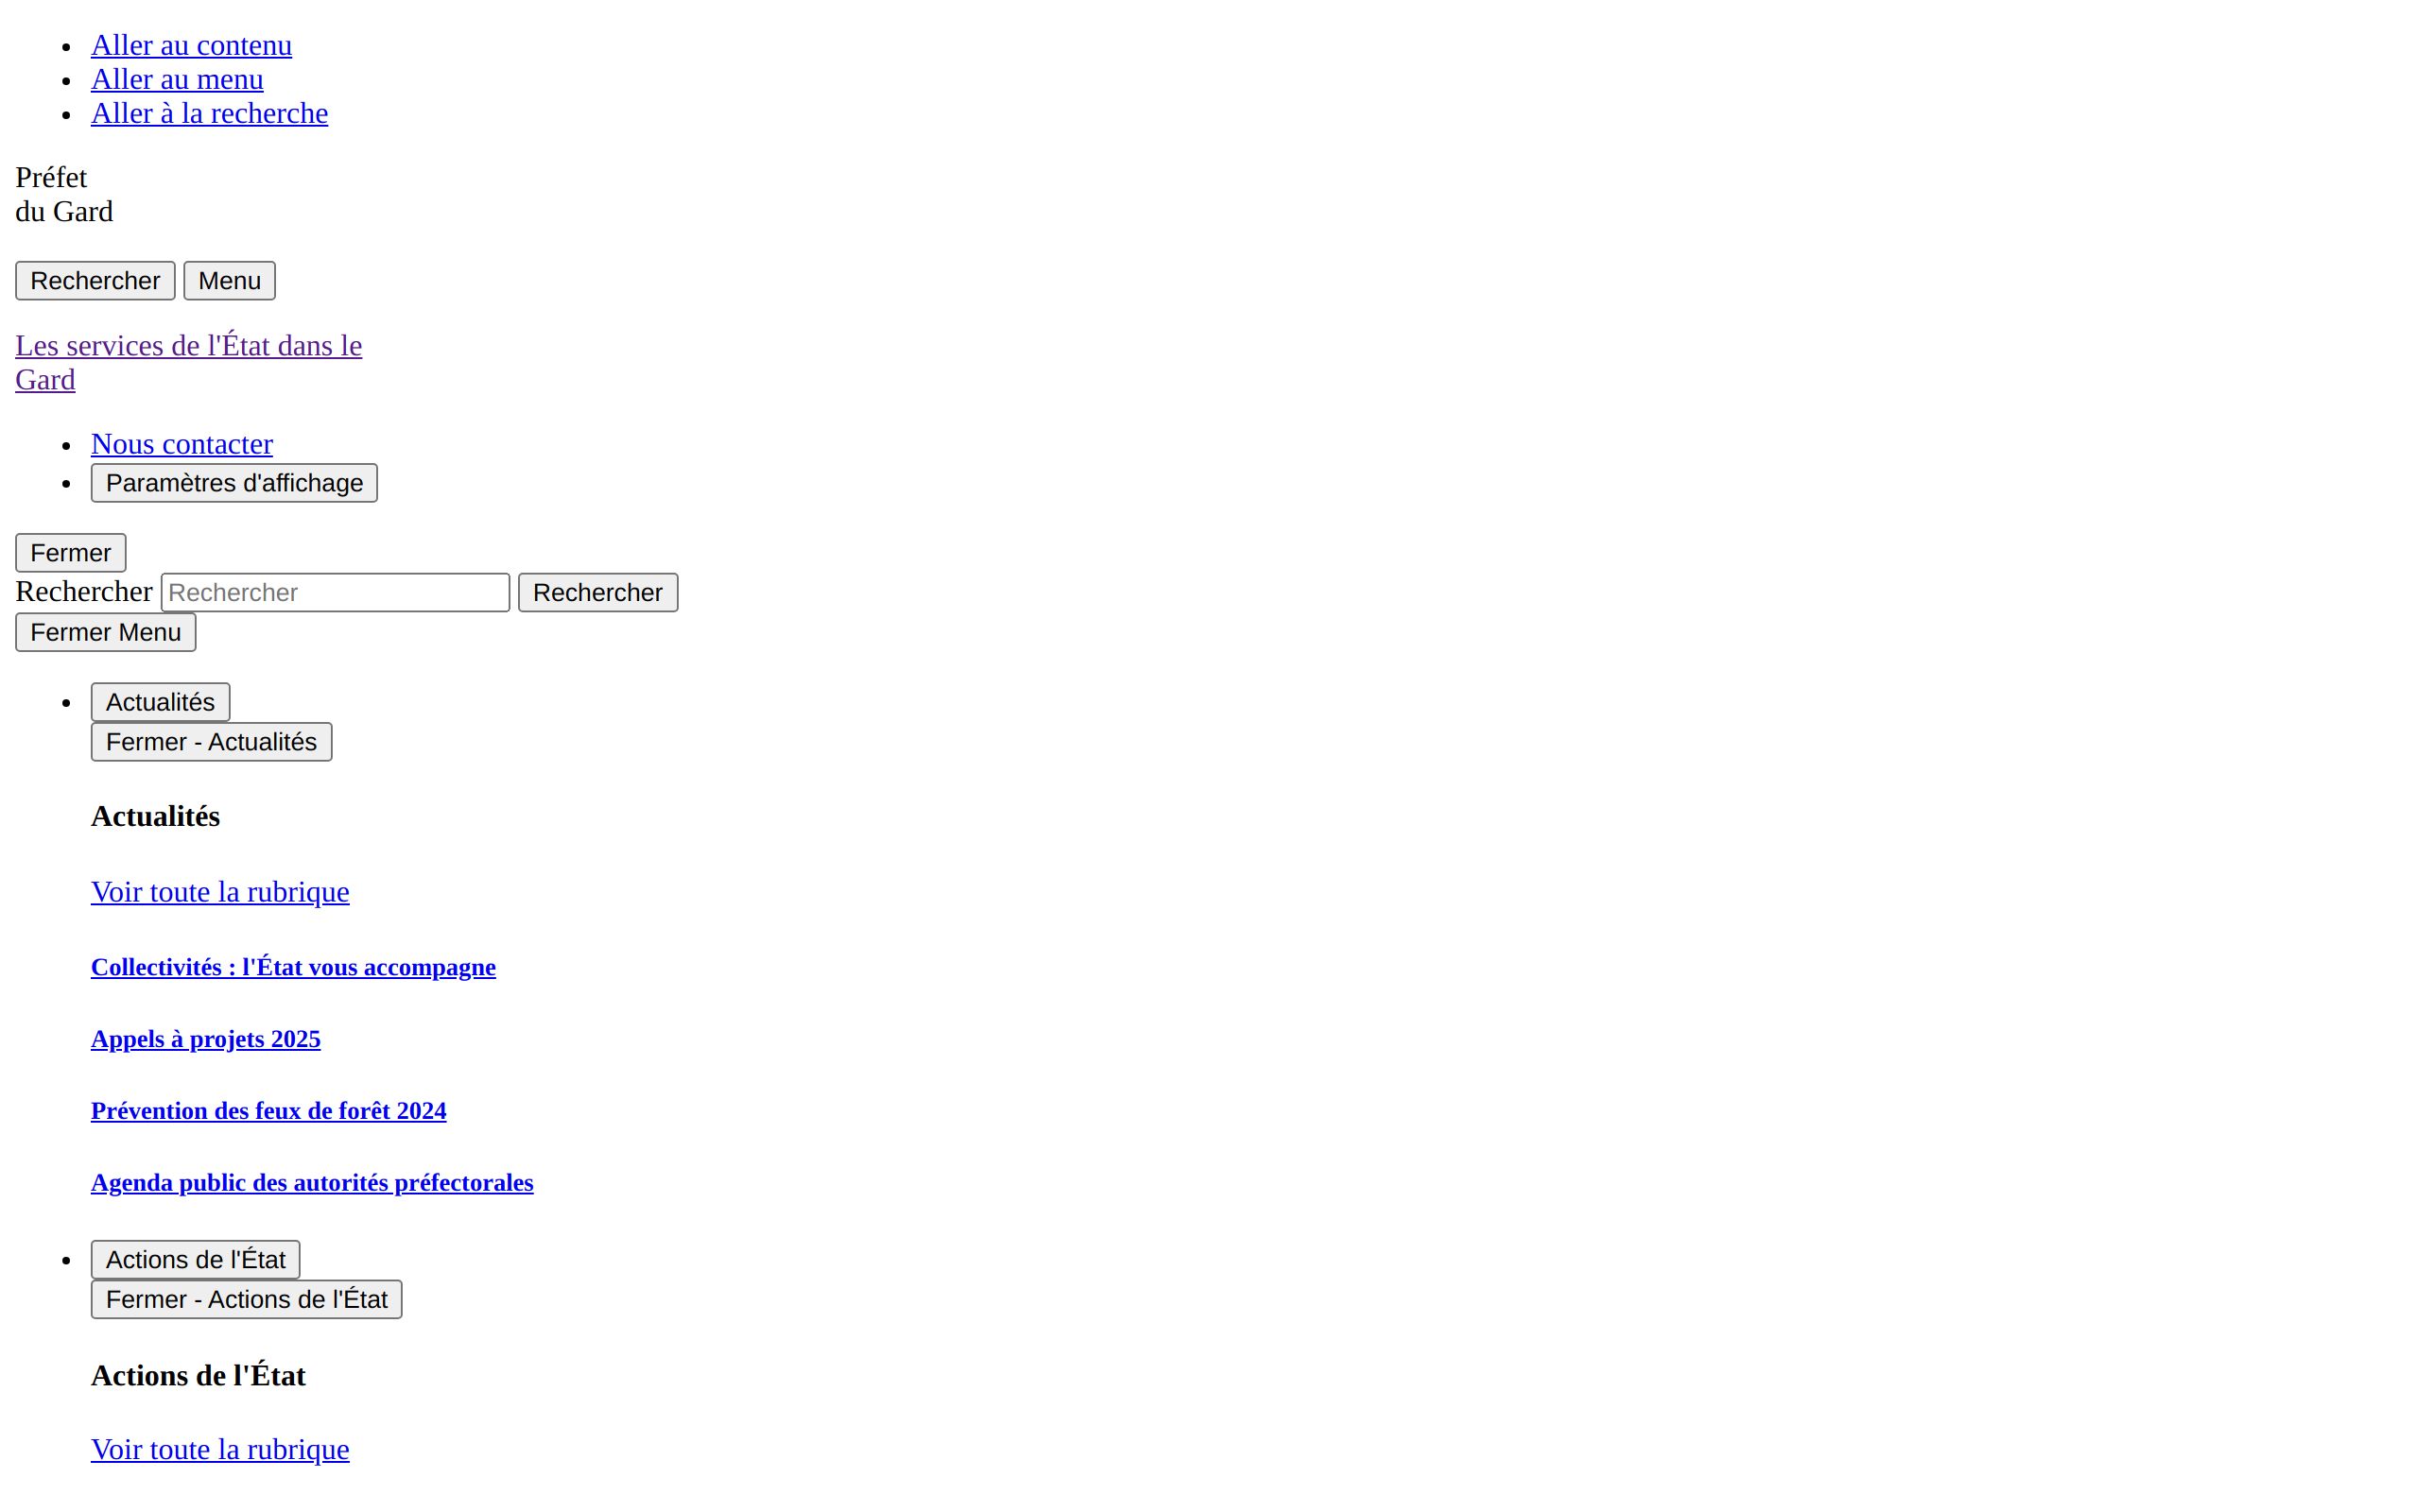 Aller au contenu
Aller au menu
Aller à la recherche
Préfet
du Gard
Rechercher Menu
Les services de l'État dans le
Gard
Nous contacter
Paramètres d'affichage
Fermer
Rechercher Rechercher Rechercher
Fermer Menu
Actualités
Fermer - Actualités
Actualités
Voir toute la rubrique
Collectivités : l'État vous accompagne
Appels à projets 2025
Prévention des feux de forêt 2024
Agenda public des autorités préfectorales
Actions de l'État
Fermer - Actions de l'État
Actions de l'État
Voir toute la rubrique